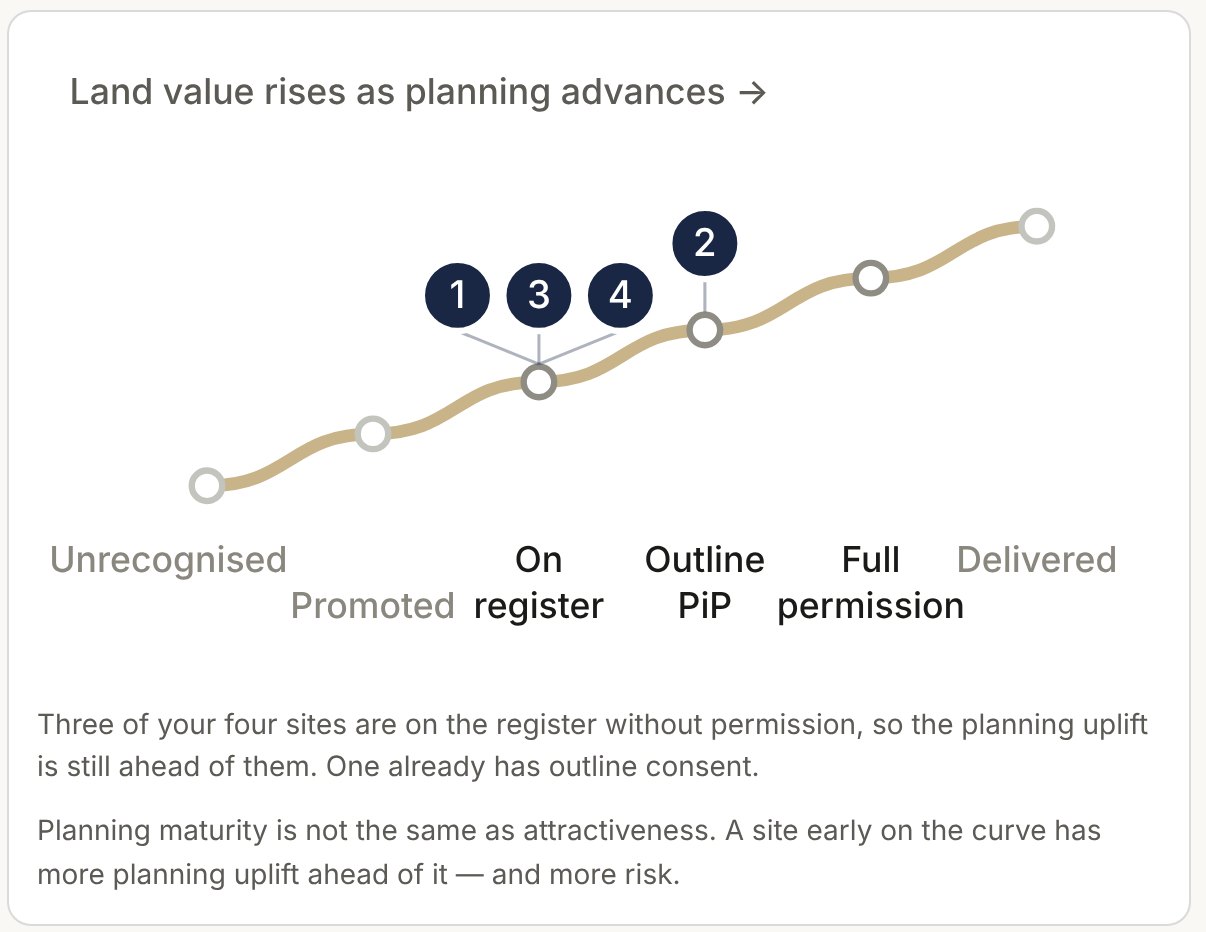 Land value rises as planning advances →
2
1 3 4
Unrecognised
Promoted
On
register
Outline
PiP
Full
permission
Delivered
Three of your four sites are on the register without permission, so the planning uplift
is still ahead of them. One already has outline consent.
Planning maturity is not the same as attractiveness. A site early on the curve has
more planning uplift ahead of it — and more risk.